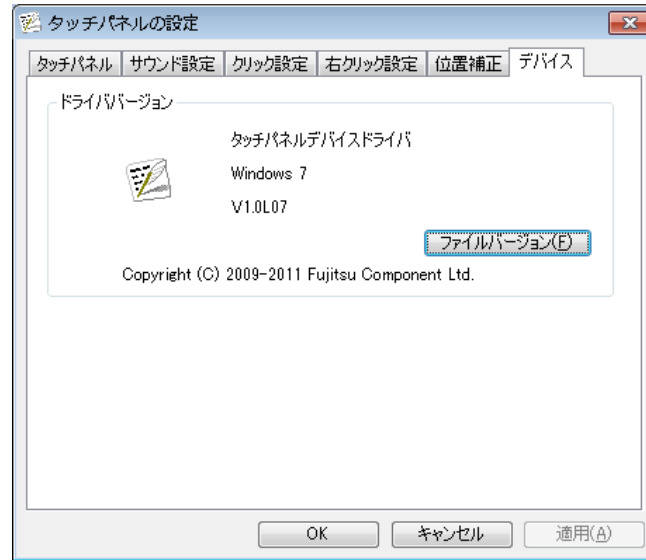 タッチパネルの設定
タッチパネル サウンド設定 クリック設定 右クリック設定 位置補正 デバイス
ドライババージョン
タッチパネルデバイスドライバ
Windows 7
V1.0L07
ファイルバージョン(F)
Copyright (C) 2009-2011 Fujitsu Component Ltd.
OK キャンセル 適用(A)